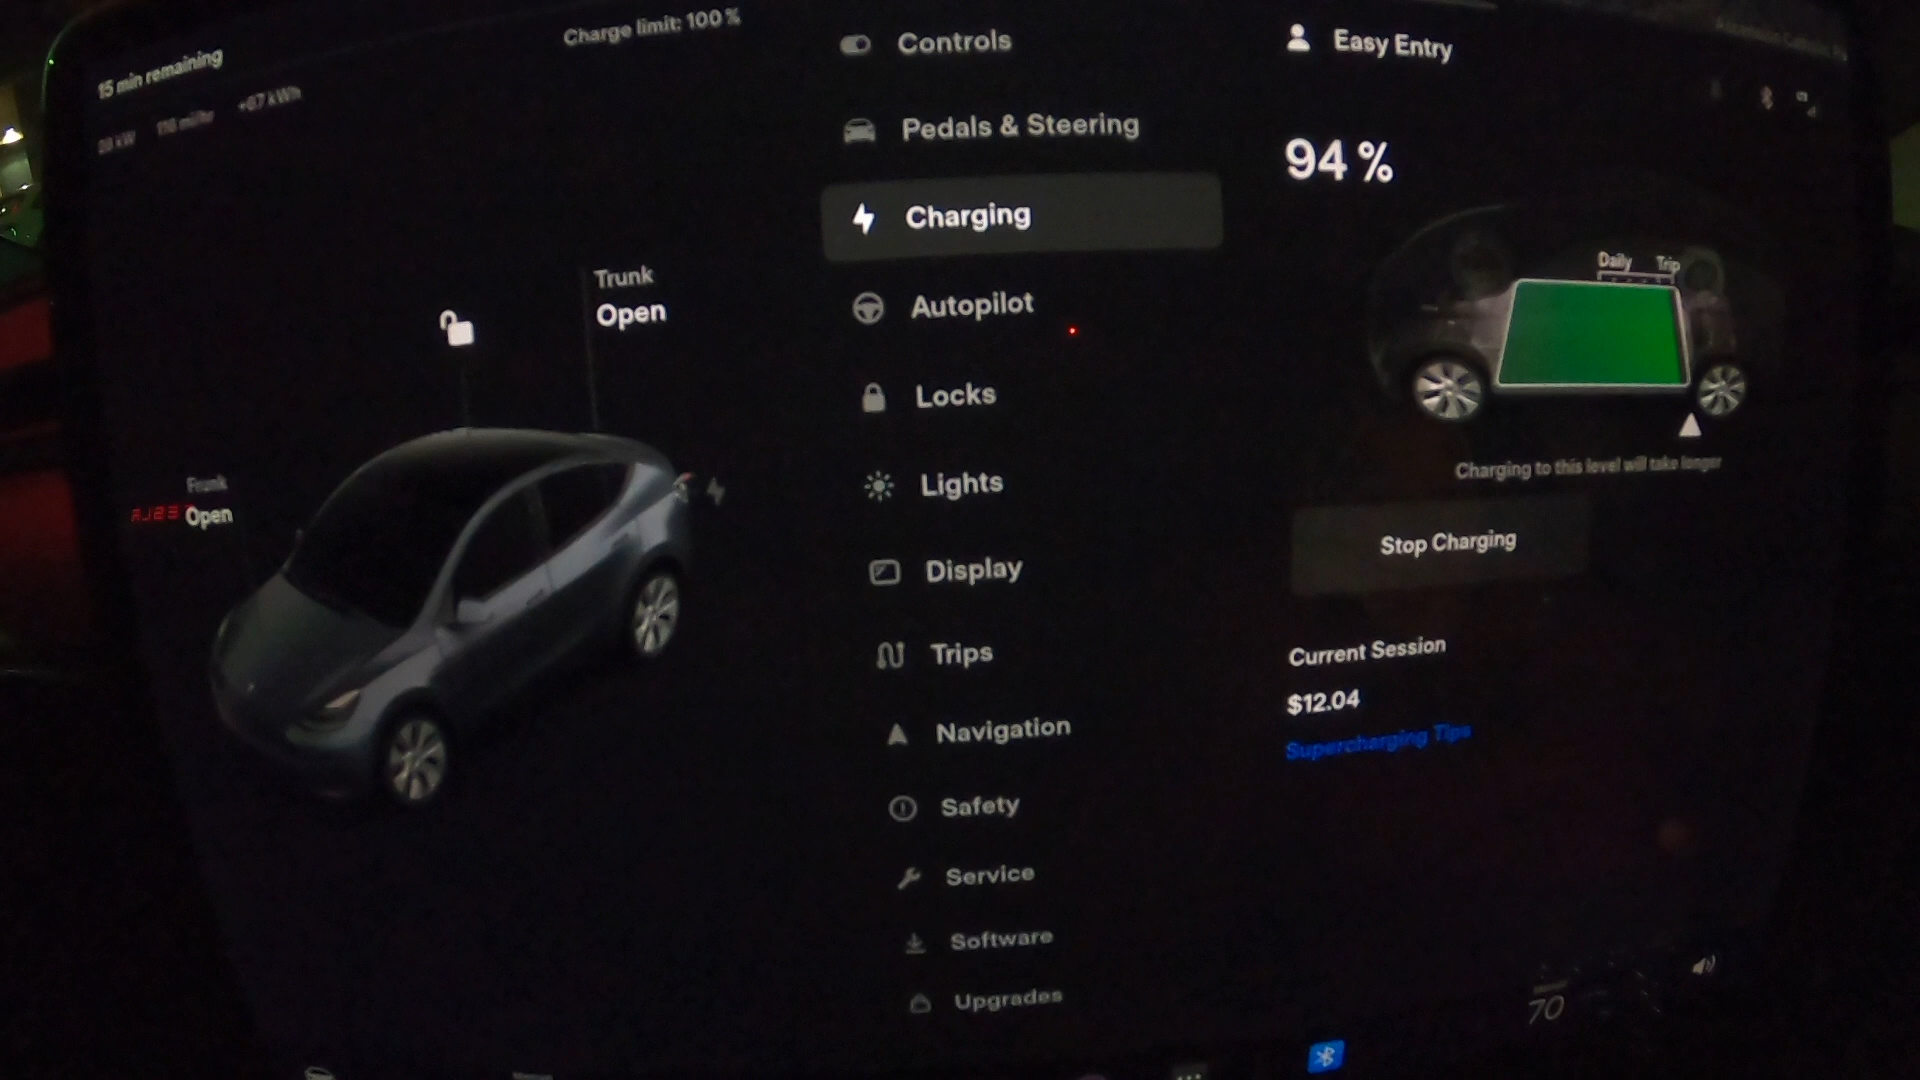 15 min remaining
Charge limit: 100 %
+67 kWh
Trunk
Open
Frunk
Open
Controls
Pedals & Steering
Charging
Autopilot
Locks
Lights
Display
Trips
Navigation
Safety
Service
Software
Upgrades
Easy Entry
94 %
Daily Trip
Charging to this level will take longer
Stop Charging
Current Session
$12.04
Supercharging Tips
70